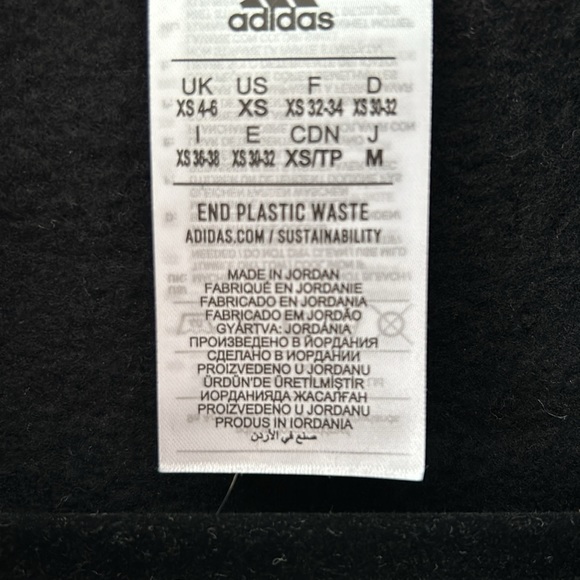 adidas
UK US F D
XS 4-6 XS XS 32-34 XS 30-32
I E CDN J
XS 36-38 XS 30-32 XS/TP M
END PLASTIC WASTE
ADIDAS.COM / SUSTAINABILITY
MADE IN JORDAN
FABRIQUÉ EN JORDANIE
FABRICADO EN JORDANIA
FABRICADO EM JORDÃO
GYÁRTVA: JORDÁNIA
ПРОИЗВЕДЕНО В ЙОРДАНИЯ
СДЕЛАНО В ИОРДАНИИ
PROIZVEDENO U JORDANU
ÜRDÜN'DE ÜRETİLMİŞTİR
ИОРДАНИЯДА ЖАСАЛҒАН
PROIZVEDENO U JORDANU
PRODUS IN IORDANIA
صنع في الأردن